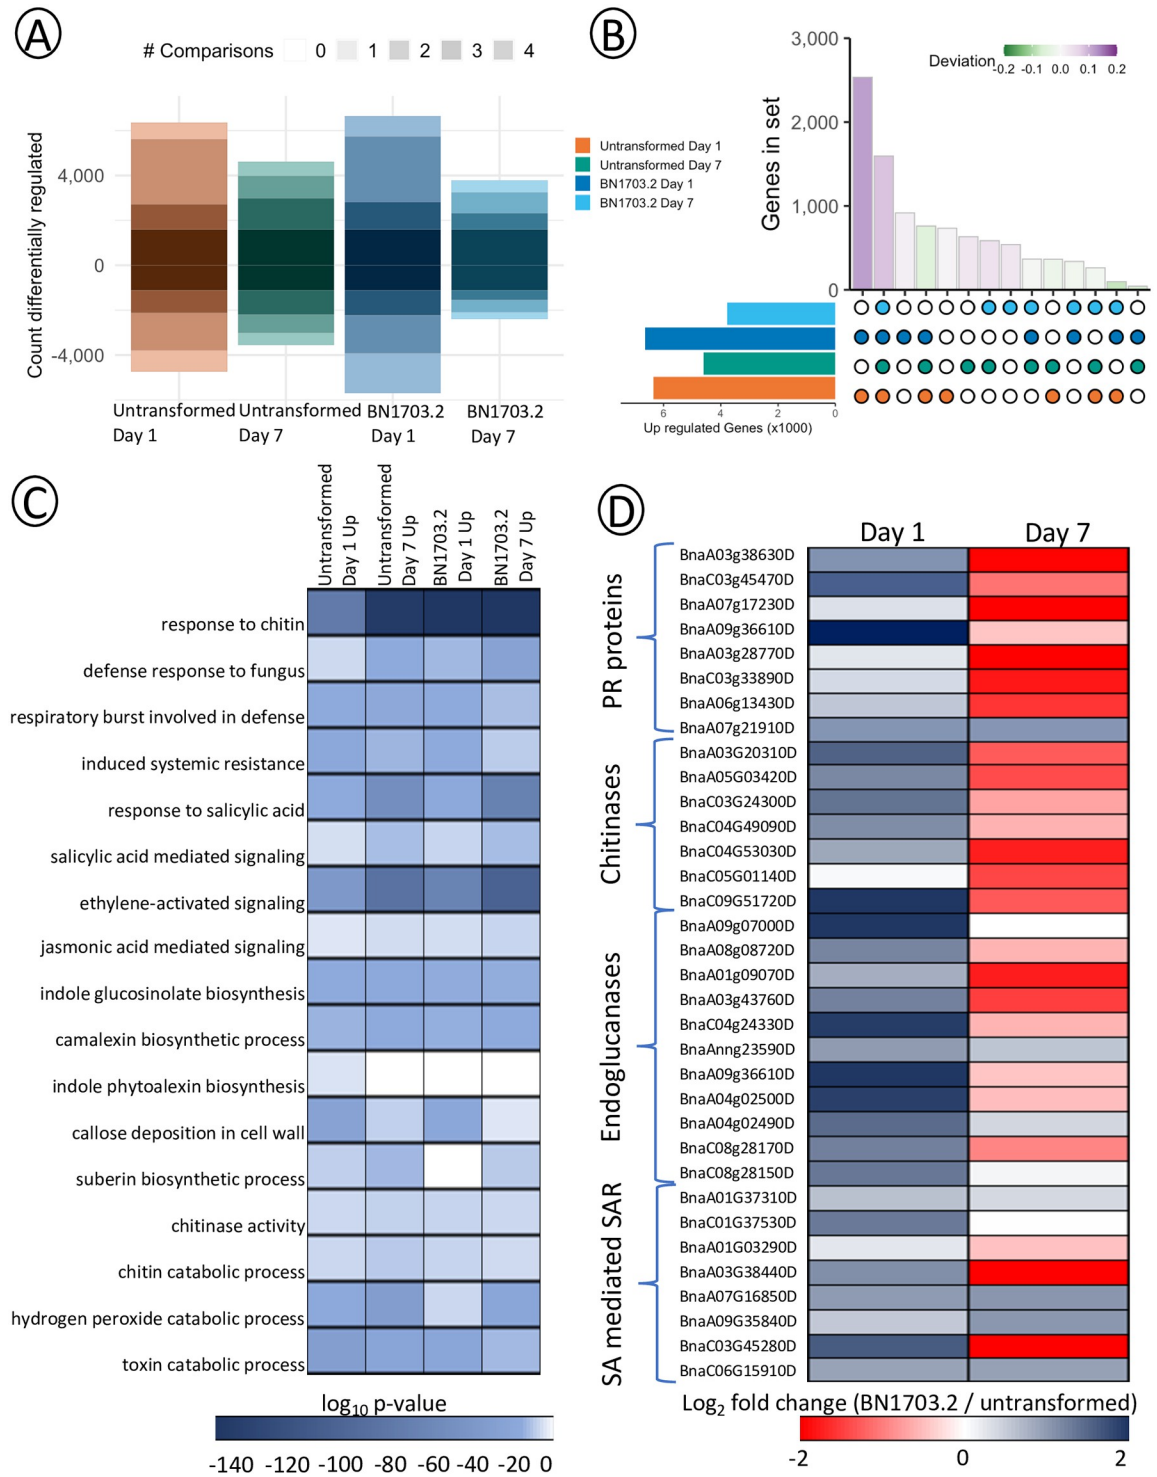 A
# Comparisons 0 1 2 3 4
Count differentially regulated
4,000
0
-4,000
Untransformed Day 1
Untransformed Day 7
BN1703.2 Day 1
BN1703.2 Day 7
B
Deviation
-0.2 -0.1 0.0 0.1 0.2
Genes in set
3,000
2,000
1,000
0
Untransformed Day 1
Untransformed Day 7
BN1703.2 Day 1
BN1703.2 Day 7
6 4 2 0
Up regulated Genes (x1000)
C
Untransformed Day 1 Up
Untransformed Day 7 Up
BN1703.2 Day 1 Up
BN1703.2 Day 7 Up
response to chitin
defense response to fungus
respiratory burst involved in defense
induced systemic resistance
response to salicylic acid
salicylic acid mediated signaling
ethylene-activated signaling
jasmonic acid mediated signaling
indole glucosinolate biosynthesis
camalexin biosynthetic process
indole phytoalexin biosynthesis
callose deposition in cell wall
suberin biosynthetic process
chitinase activity
chitin catabolic process
hydrogen peroxide catabolic process
toxin catabolic process
log10 p-value
-140 -120 -100 -80 -60 -40 -20 0
D
Day 1 Day 7
PR proteins
BnaA03g38630D
BnaC03g45470D
BnaA07g17230D
BnaA09g36610D
BnaA03g28770D
BnaC03g33890D
BnaA06g13430D
BnaA07g21910D
Chitinases
BnaA03G20310D
BnaA05G03420D
BnaC03G24300D
BnaC04G49090D
BnaC04G53030D
BnaC05G01140D
BnaC09G51720D
Endoglucanases
BnaA09g07000D
BnaA08g08720D
BnaA01g09070D
BnaA03g43760D
BnaC04g24330D
BnaAnng23590D
BnaA09g36610D
BnaA04g02500D
BnaA04g02490D
BnaC08g28170D
BnaC08g28150D
SA mediated SAR
BnaA01G37310D
BnaC01G37530D
BnaA01G03290D
BnaA03G38440D
BnaA07G16850D
BnaA09G35840D
BnaC03G45280D
BnaC06G15910D
Log2 fold change (BN1703.2 / untransformed)
-2 0 2